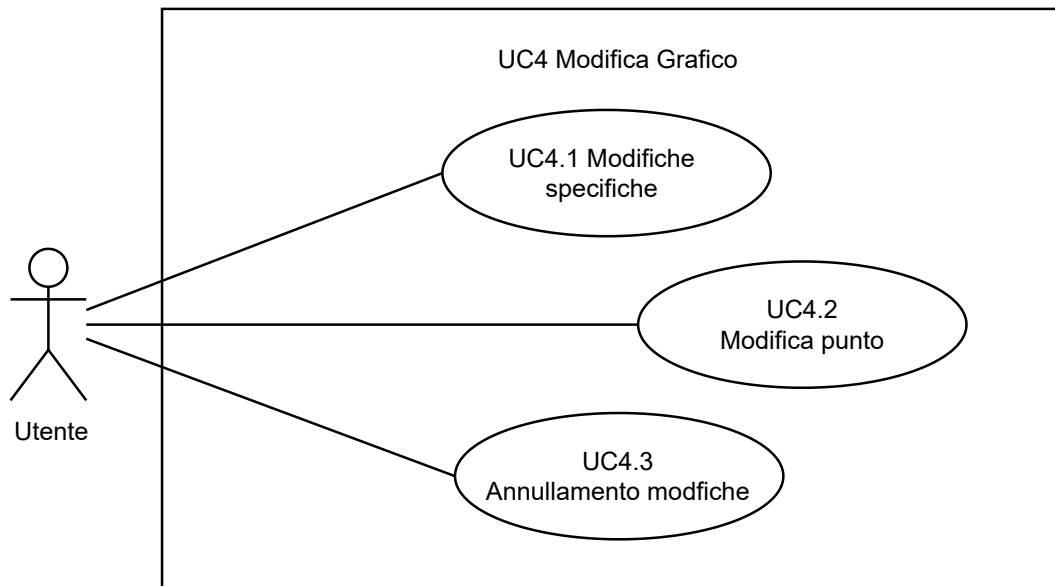 UC4 Modifica Grafico
UC4.1 Modifiche
specifiche
UC4.2
Modifica punto
Utente
UC4.3
Annullamento modfiche